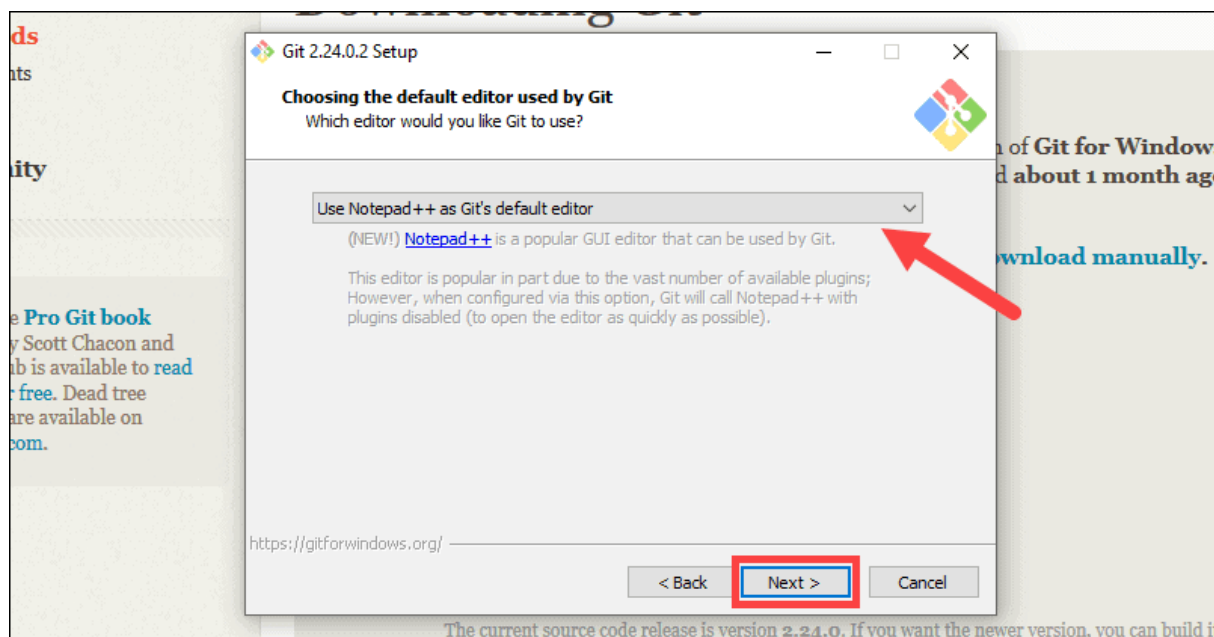 Downloading Git
ds
nts
ity
Git 2.24.0.2 Setup
Choosing the default editor used by Git
Which editor would you like Git to use?
Use Notepad++ as Git's default editor
(NEW!) Notepad++ is a popular GUI editor that can be used by Git.
This editor is popular in part due to the vast number of available plugins;
However, when configured via this option, Git will call Notepad++ with
plugins disabled (to open the editor as quickly as possible).
https://gitforwindows.org/
< Back
Next >
Cancel
of Git for Window
about 1 month ag
wnload manually.
Pro Git book
Scott Chacon and
is available to read
free. Dead tree
are available on
com.
The current source code release is version 2.24.0. If you want the newer version, you can build i